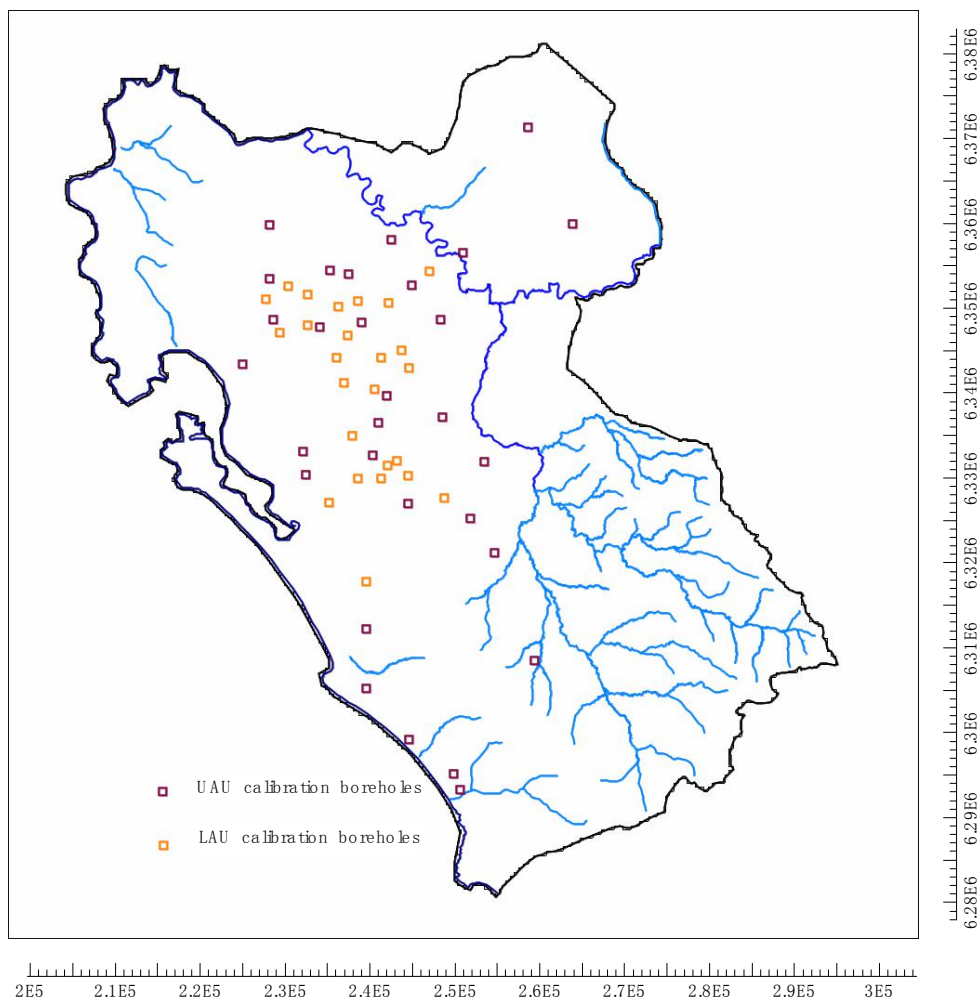 6.38E6
6.37E6
6.36E6
6.35E6
6.34E6
6.33E6
6.32E6
6.31E6
6.3E6
6.29E6
6.28E6
UAU calibration boreholes
LAU calibration boreholes
2E5 2.1E5 2.2E5 2.3E5 2.4E5 2.5E5 2.6E5 2.7E5 2.8E5 2.9E5 3E5